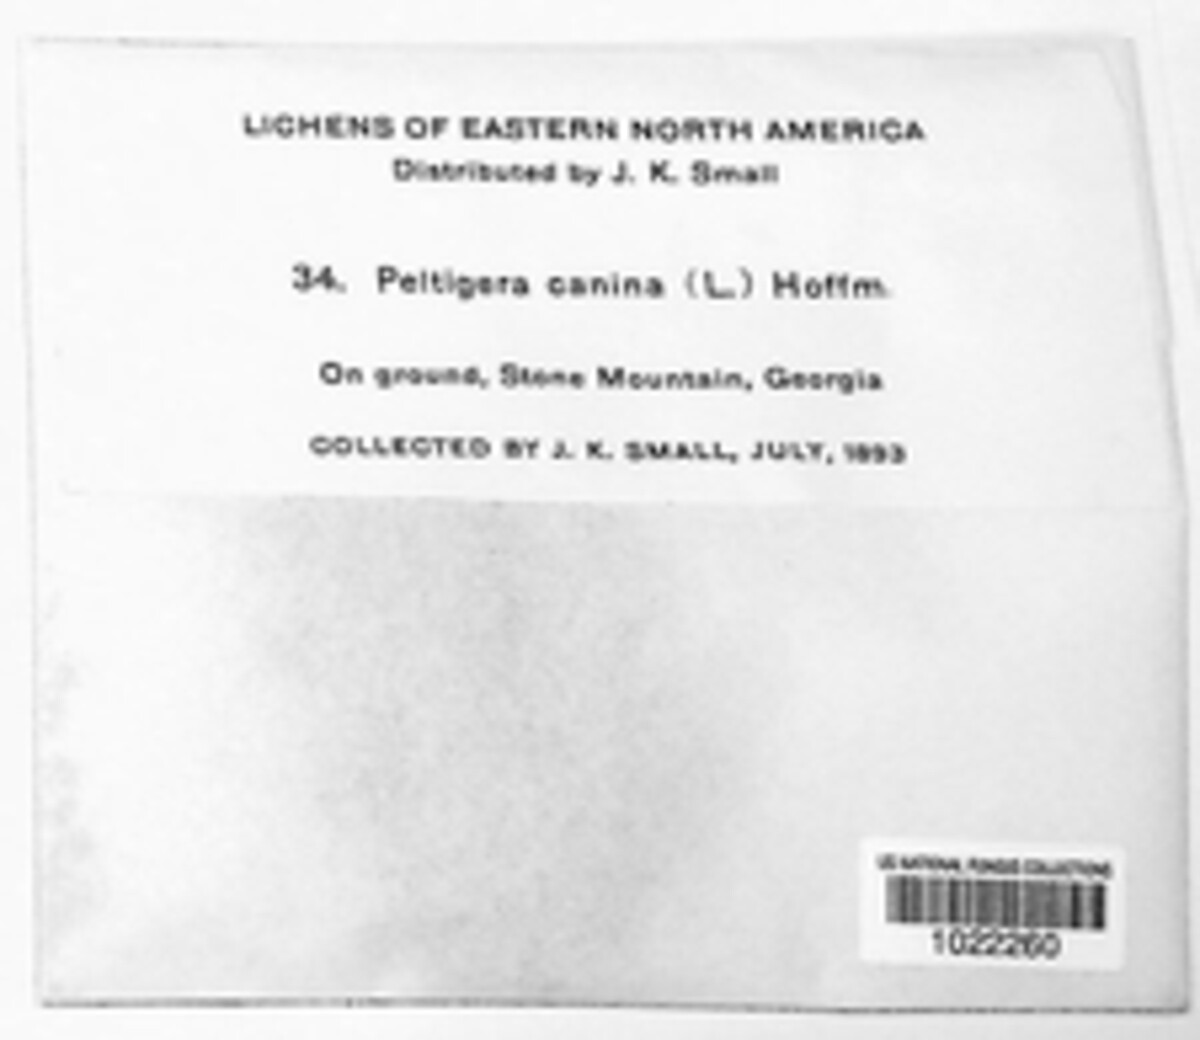 LICHENS OF EASTERN NORTH AMERICA
Distributed by J. K. Small
34. Peltigera canina (L.) Hoffm.
On ground, Stone Mountain, Georgia
COLLECTED BY J. K. SMALL, JULY, 1893
US NATIONAL FUNGUS COLLECTIONS
1022260